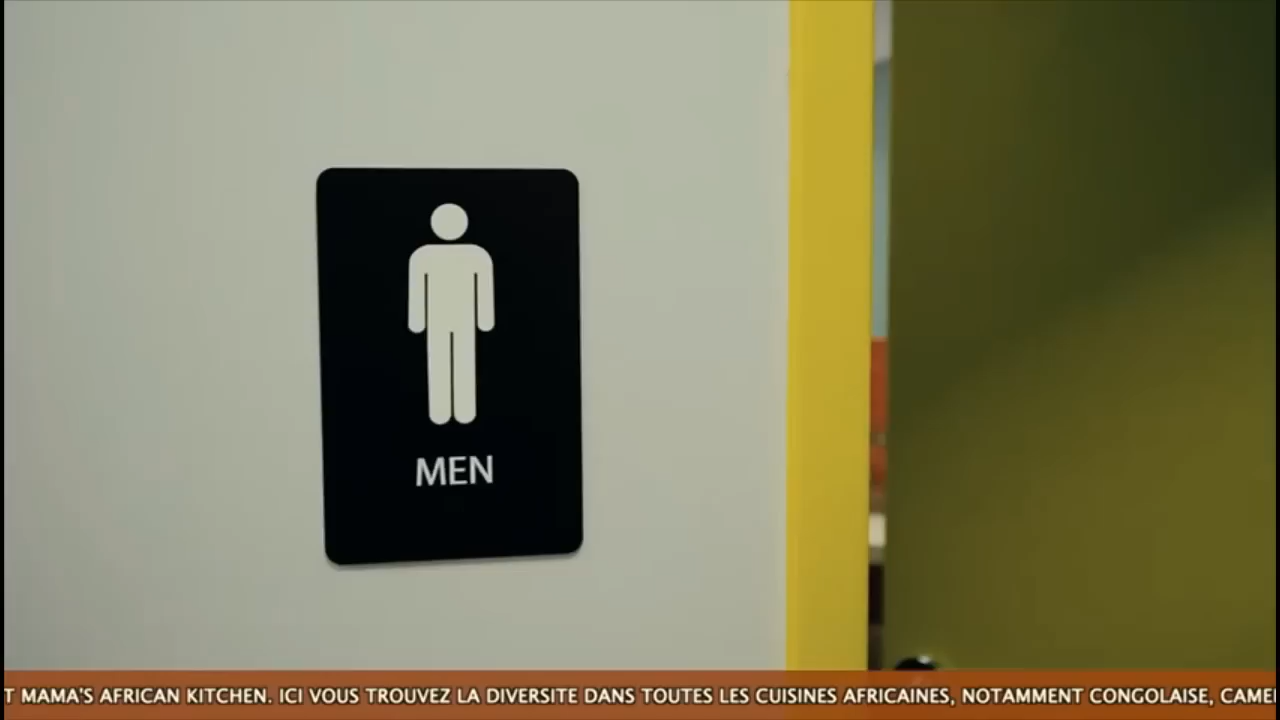 MEN
MAMA'S AFRICAN KITCHEN. ICI VOUS TROUVEZ LA DIVERSITE DANS TOUTES LES CUISINES AFRICAINES, NOTAMMENT CONGOLAISE,